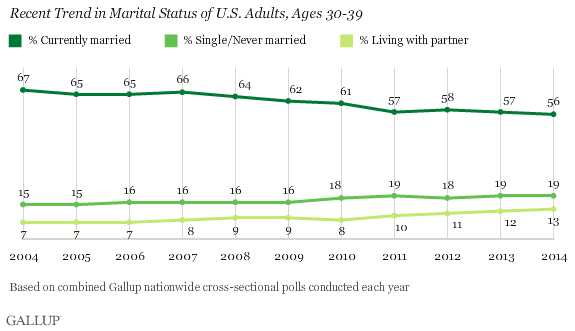 Recent Trend in Marital Status of U.S. Adults, Ages 30-39
% Currently married % Single/Never married % Living with partner
67 65 65 66 64 62 61 57 58 57 56
15 15 16 16 16 16 18 19 18 19 19
7 7 7 8 9 9 8 10 11 12 13
2004 2005 2006 2007 2008 2009 2010 2011 2012 2013 2014
Based on combined Gallup nationwide cross-sectional polls conducted each year
GALLUP